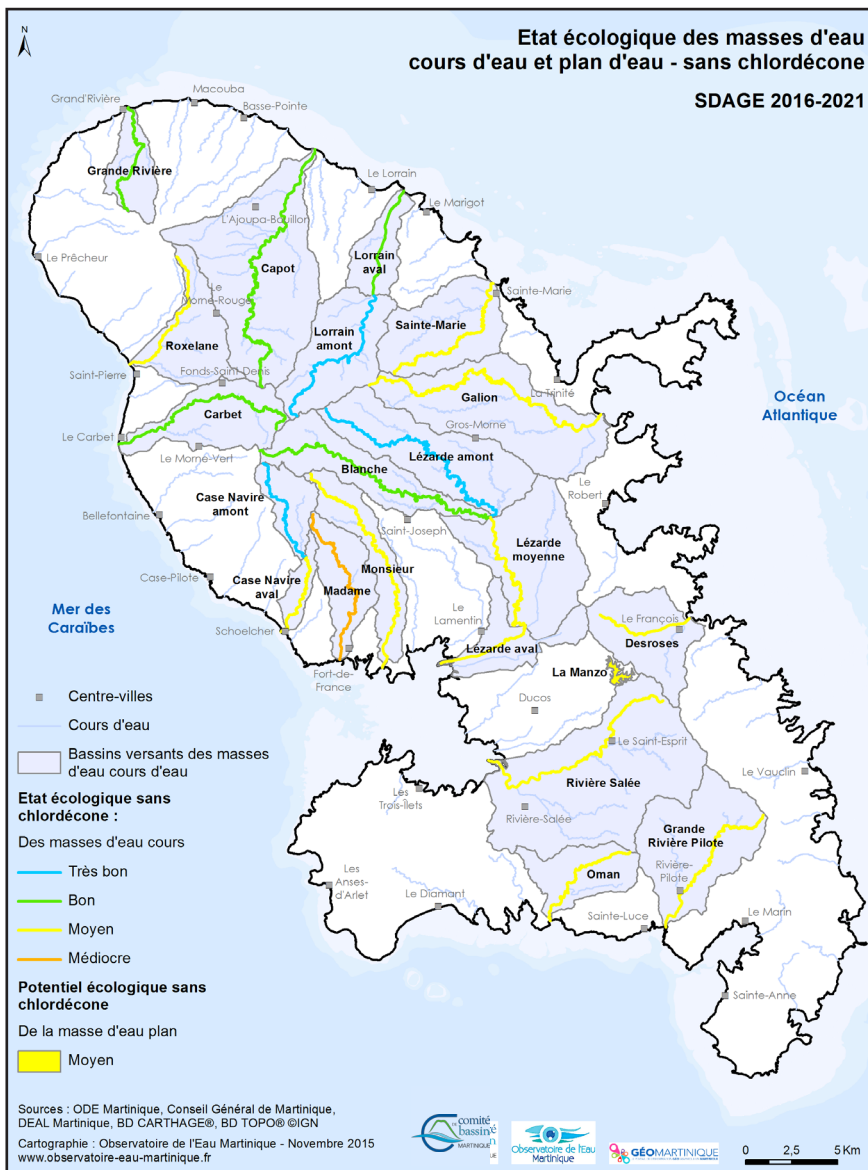 Etat écologique des masses d'eau
cours d'eau et plan d'eau - sans chlordécone
SDAGE 2016-2021
N
Macouba
Grand'Rivière
Basse-Pointe
Grande Rivière
Le Lorrain
Le Marigot
L'Ajoupa-Bouillon
Le Prêcheur
Capot
Lorrain
aval
Le
Morne-Rouge
Sainte-Marie
Lorrain
amont
Sainte-Marie
Roxelane
Saint-Pierre
Fonds-Saint Denis
La Trinité
Galion
Océan
Atlantique
Carbet
Le Carbet
Gros-Morne
Le Morne-Vert
Lézarde amont
Blanche
Le
Robert
Case Navire
amont
Bellefontaine
Saint-Joseph
Lézarde
moyenne
Case-Pilote
Monsieur
Case Navire
aval
Madame
Mer des
Caraïbes
Le
Lamentin
Le François
Schoelcher
Desroses
Lézarde aval
Fort-de-
France
La Manzo
Ducos
Le Saint-Esprit
Le Vauclin
Les
Trois-Îlets
Rivière Salée
Rivière-Salée
Grande
Rivière Pilote
Rivière-
Pilote
Les
Anses-
d'Arlet
Oman
Le Diamant
Sainte-Luce
Le Marin
Sainte-Anne
Centre-villes
Cours d'eau
Bassins versants des masses
d'eau cours d'eau
Etat écologique sans
chlordécone :
Des masses d'eau cours
Très bon
Bon
Moyen
Médiocre
Potentiel écologique sans
chlordécone
De la masse d'eau plan
Moyen
Sources : ODE Martinique, Conseil Général de Martinique,
DEAL Martinique, BD CARTHAGE®, BD TOPO® ©IGN
Cartographie : Observatoire de l'Eau Martinique - Novembre 2015
www.observatoire-eau-martinique.fr
comité
bassin
MARTINIQUE
Observatoire de l'Eau
Martinique
GÉOMARTINIQUE
0 2,5 5 Km